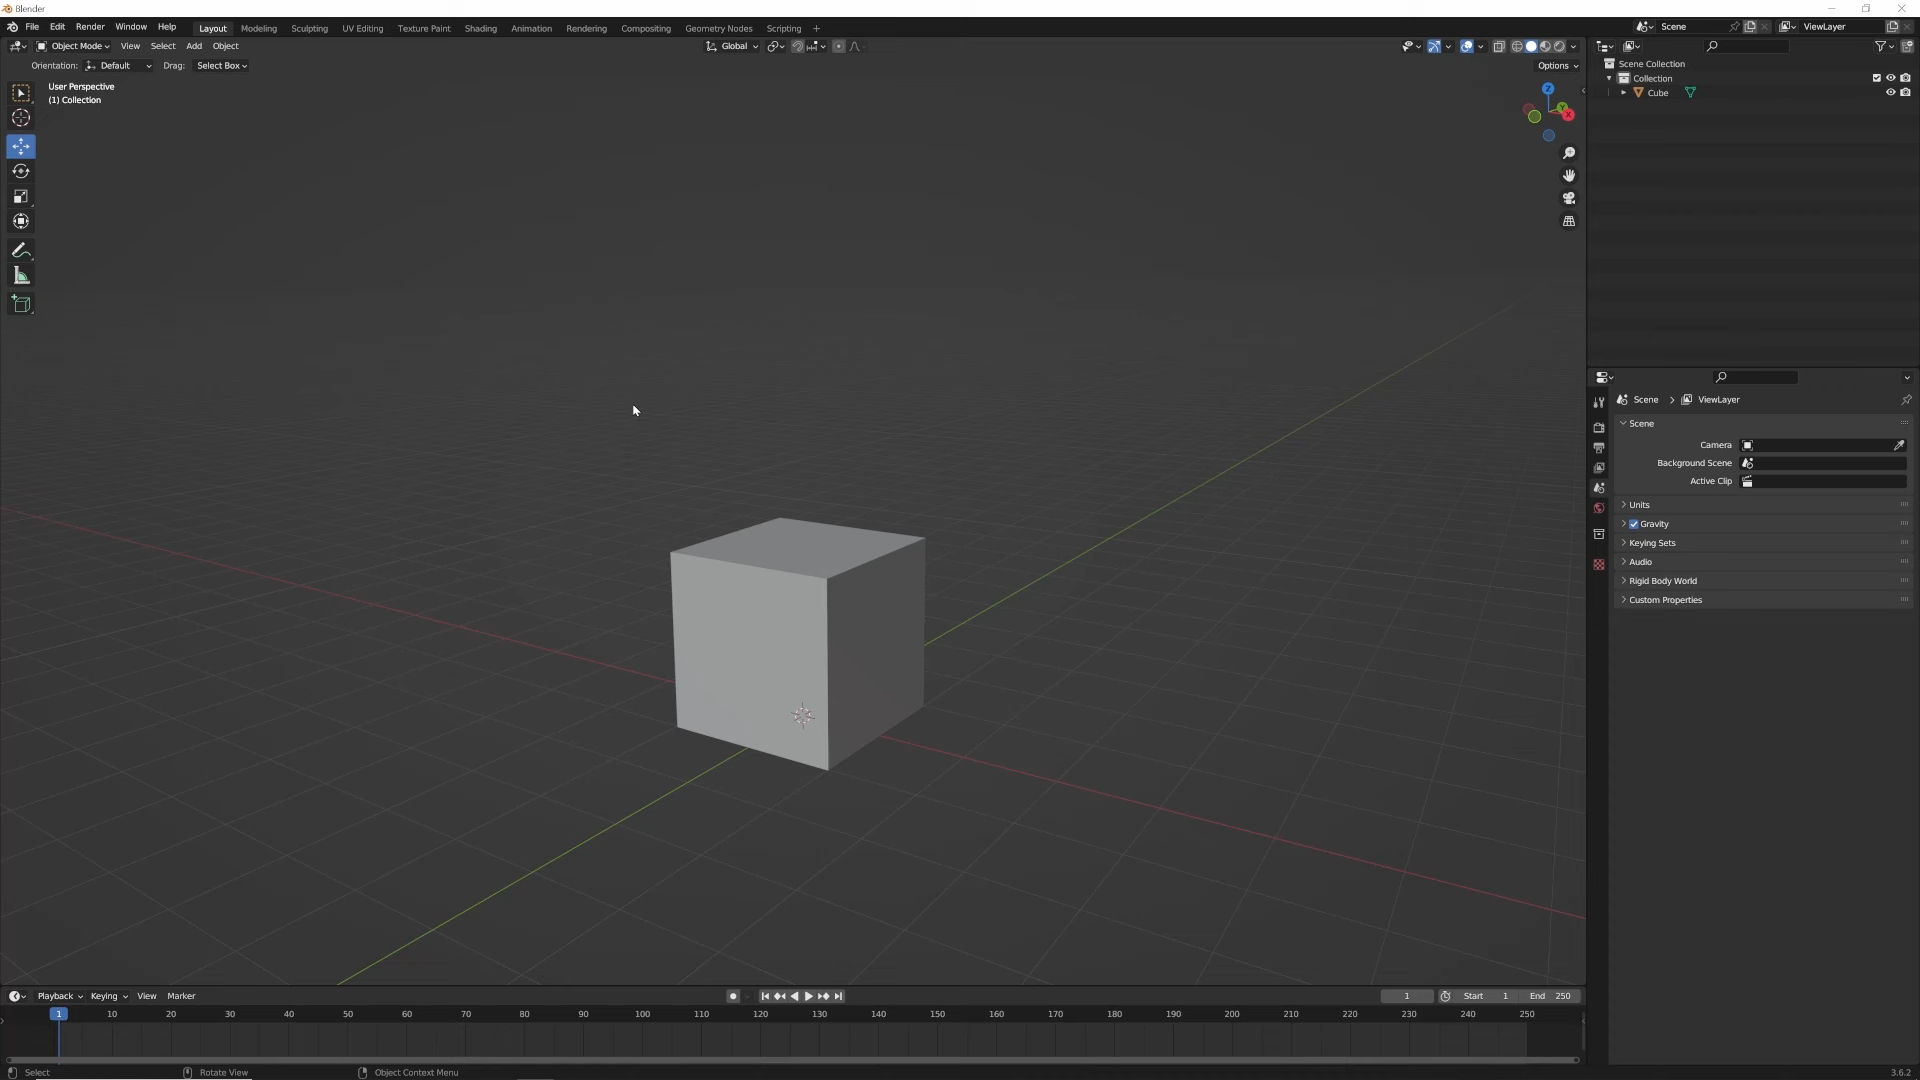 Blender
File Edit Render Window Help Layout Modeling Sculpting UV Editing Texture Paint Shading Animation Rendering Compositing Geometry Nodes Scripting + Scene ViewLayer
Object Mode View Select Add Object Global
Orientation: Default Drag: Select Box Options
User Perspective
(1) Collection
Z
Y
X
Scene Collection
Collection
Cube
Scene > ViewLayer
Scene
Camera
Background Scene
Active Clip
Units
Gravity
Keying Sets
Audio
Rigid Body World
Custom Properties
Playback Keying View Marker 1 Start 1 End 250
1 10 20 30 40 50 60 70 80 90 100 110 120 130 140 150 160 170 180 190 200 210 220 230 240 250
Select Rotate View Object Context Menu 3.6.2